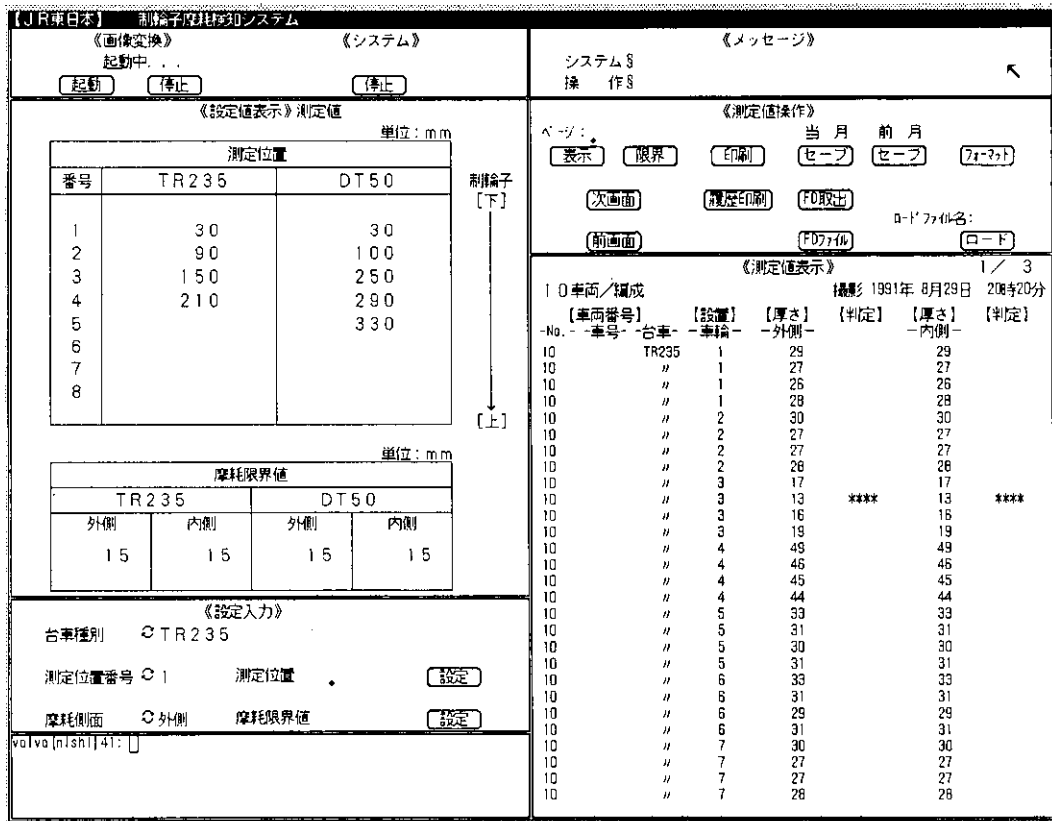 【JR東日本】　制輪子摩耗検知システム
《画像変換》　《システム》
起動中．．．
起動　停止　停止
《メッセージ》
システム§
操　作§
《設定値表示》測定値
単位：mm
測定位置
番号　TR235　DT50
1　30　30
2　90　100
3　150　250
4　210　290
5　330
6
7
8
制輪子
[下]
[上]
単位：mm
摩耗限界値
TR235　DT50
外側　内側　外側　内側
15　15　15　15
《設定入力》
台車種別　TR235
測定位置番号　1　測定位置　設定
摩耗側面　外側　摩耗限界値　設定
valva[nishi]41:
《測定値操作》
ページ：　当　月　前　月
表示　限界　印刷　セーブ　セーブ　フォーマット
次画面　履歴印刷　FD取出
ロードファイル名：
前画面　FDファイル　ロード
《測定値表示》　1／　3
10車両／編成　撮影 1991年 8月29日　20時20分
【車両番号】　【設置】　【厚さ】　【判定】　【厚さ】　【判定】
-No.-　-車号-　-台車-　-車輪-　-外側-　-内側-
10　TR235　1　29　29
10　〃　1　27　27
10　〃　1　26　26
10　〃　1　28　28
10　〃　2　30　30
10　〃　2　27　27
10　〃　2　27　27
10　〃　2　28　28
10　〃　3　17　17
10　〃　3　13　****　13　****
10　〃　3　16　16
10　〃　3　19　19
10　〃　4　49　49
10　〃　4　46　46
10　〃　4　45　45
10　〃　4　44　44
10　〃　5　33　33
10　〃　5　31　31
10　〃　5　30　30
10　〃　5　31　31
10　〃　6　33　33
10　〃　6　31　31
10　〃　6　29　29
10　〃　6　31　31
10　〃　7　30　30
10　〃　7　27　27
10　〃　7　27　27
10　〃　7　28　28